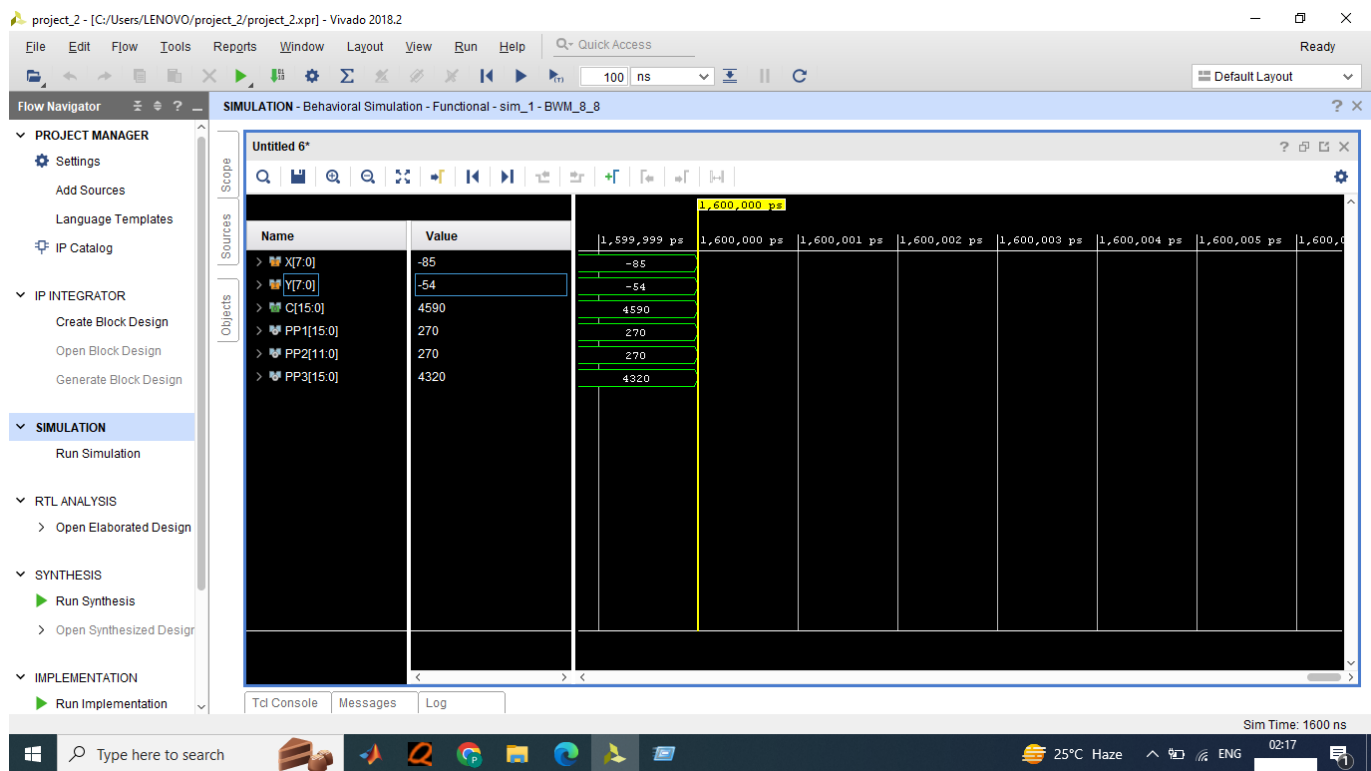 project_2 - [C:/Users/LENOVO/project_2/project_2.xpr] - Vivado 2018.2
File Edit Flow Tools Reports Window Layout View Run Help Quick Access Ready
100 ns Default Layout
Flow Navigator SIMULATION - Behavioral Simulation - Functional - sim_1 - BWM_8_8
PROJECT MANAGER
Settings
Add Sources
Language Templates
IP Catalog
IP INTEGRATOR
Create Block Design
Open Block Design
Generate Block Design
SIMULATION
Run Simulation
RTL ANALYSIS
Open Elaborated Design
SYNTHESIS
Run Synthesis
Open Synthesized Desigr
IMPLEMENTATION
Run Implementation
Scope
Sources
Objects
Untitled 6*
1,600,000 ps
Name Value 1,599,999 ps 1,600,000 ps 1,600,001 ps 1,600,002 ps 1,600,003 ps 1,600,004 ps 1,600,005 ps 1,600,0
X[7:0] -85 -85
Y[7:0] -54 -54
C[15:0] 4590 4590
PP1[15:0] 270 270
PP2[11:0] 270 270
PP3[15:0] 4320 4320
Tcl Console Messages Log
Sim Time: 1600 ns
Type here to search 25°C Haze ENG 02:17
1